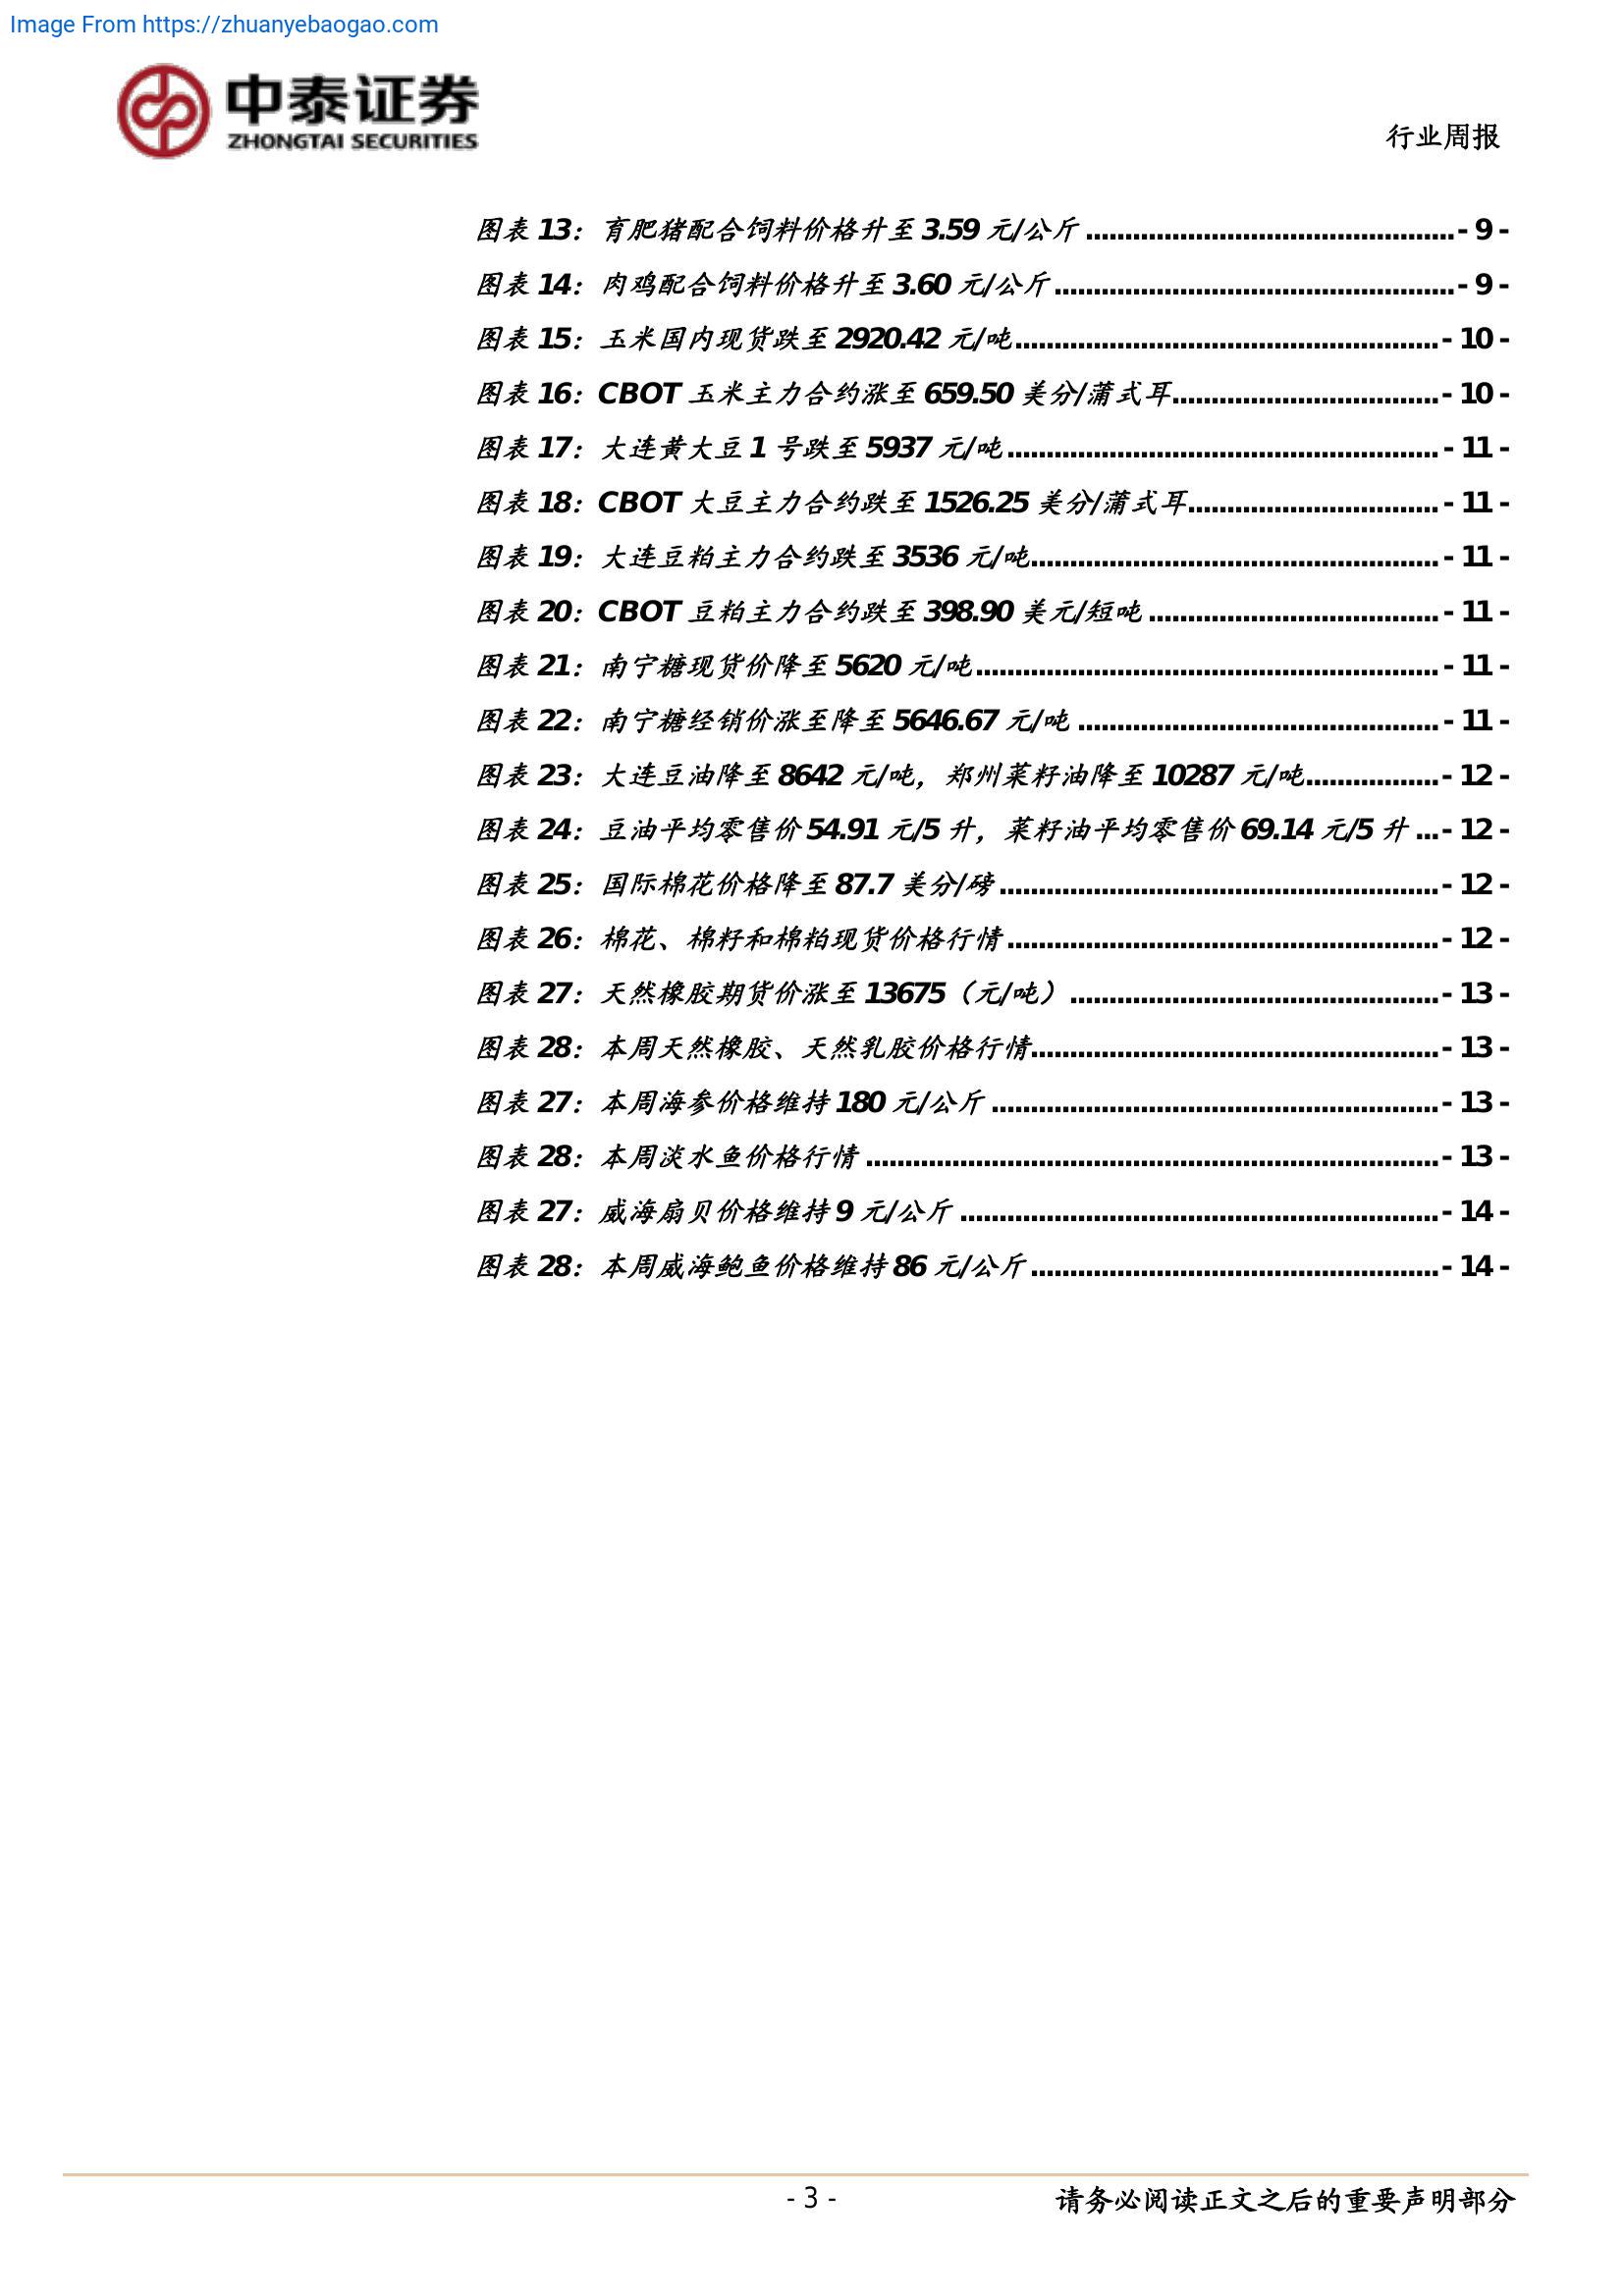 Image From https://zhuanyebaogao.com
中泰证券
ZHONGTAI SECURITIES
行业周报
图表 13：育肥猪配合饲料价格升至 3.59 元/公斤...............................................- 9 -
图表 14：肉鸡配合饲料价格升至 3.60 元/公斤...................................................- 9 -
图表 15：玉米国内现货跌至 2920.42 元/吨......................................................- 10 -
图表 16：CBOT 玉米主力合约涨至 659.50 美分/蒲式耳..................................- 10 -
图表 17：大连黄大豆 1 号跌至 5937 元/吨.......................................................- 11 -
图表 18：CBOT 大豆主力合约跌至 1526.25 美分/蒲式耳................................- 11 -
图表 19：大连豆粕主力合约跌至 3536 元/吨....................................................- 11 -
图表 20：CBOT 豆粕主力合约跌至 398.90 美元/短吨.....................................- 11 -
图表 21：南宁糖现货价降至 5620 元/吨...........................................................- 11 -
图表 22：南宁糖经销价涨至降至 5646.67 元/吨..............................................- 11 -
图表 23：大连豆油降至 8642 元/吨，郑州菜籽油降至 10287 元/吨.................- 12 -
图表 24：豆油平均零售价 54.91 元/5 升，菜籽油平均零售价 69.14 元/5 升...- 12 -
图表 25：国际棉花价格降至 87.7 美分/磅........................................................- 12 -
图表 26：棉花、棉籽和棉粕现货价格行情.......................................................- 12 -
图表 27：天然橡胶期货价涨至 13675（元/吨）...............................................- 13 -
图表 28：本周天然橡胶、天然乳胶价格行情....................................................- 13 -
图表 27：本周海参价格维持 180 元/公斤.........................................................- 13 -
图表 28：本周淡水鱼价格行情.........................................................................- 13 -
图表 27：威海扇贝价格维持 9 元/公斤.............................................................- 14 -
图表 28：本周威海鲍鱼价格维持 86 元/公斤....................................................- 14 -
- 3 -
请务必阅读正文之后的重要声明部分